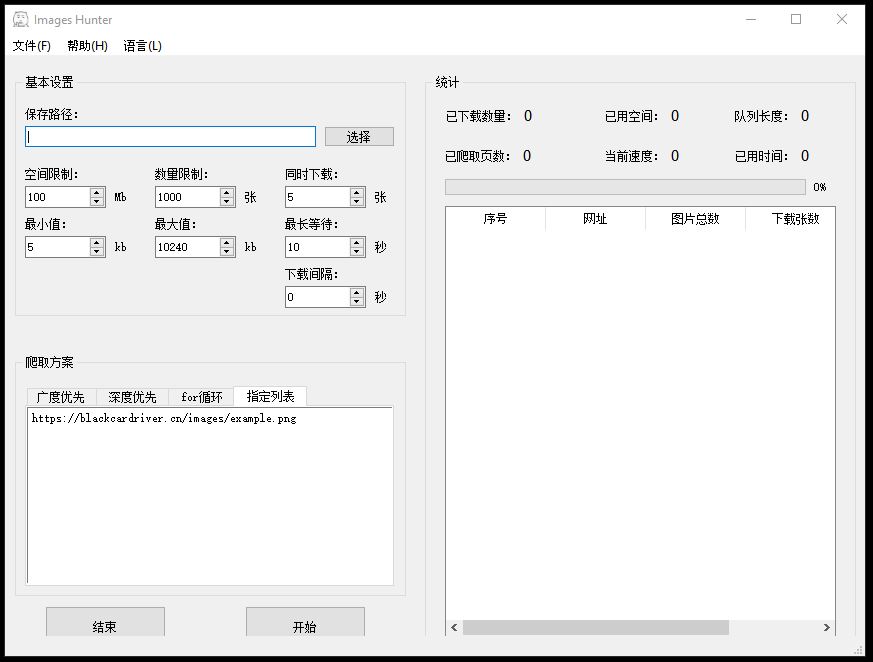 Images Hunter
文件(F) 帮助(H) 语言(L)
基本设置
保存路径：
选择
空间限制： 数量限制： 同时下载：
100 Mb 1000 张 5 张
最小值： 最大值： 最长等待：
5 kb 10240 kb 10 秒
下载间隔：
0 秒
爬取方案
广度优先 深度优先 for循环 指定列表
https://blackcardriver.cn/images/example.png
结束 开始
统计
已下载数量： 0 已用空间： 0 队列长度： 0
已爬取页数： 0 当前速度： 0 已用时间： 0
0%
序号 网址 图片总数 下载张数